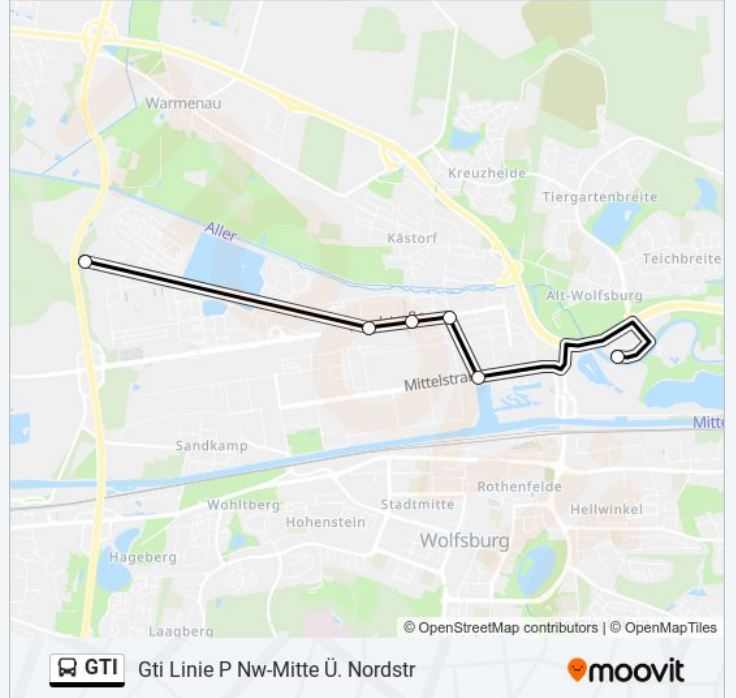 Warmenau
Kreuzheide
Tiergartenbreite
Aller
Kästorf
Teichbreite
Alt-Wolfsburg
Mittelstra
Mitte
Sandkamp
Rothenfelde
Wohltberg
Stadtmitte
Hellwinkel
Hohenstein
Wolfsburg
Hageberg
Laagberg
© OpenStreetMap contributors | © OpenMapTiles
GTI
Gti Linie P Nw-Mitte Ü. Nordstr
moovit